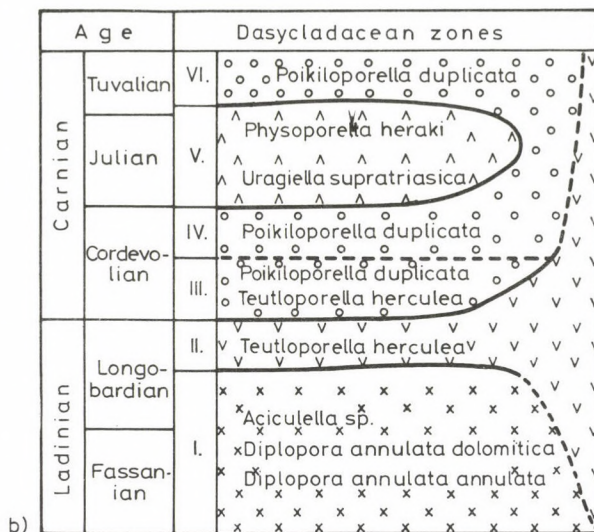 Age
Dasycladacean zones
Carnian
Tuvalian
VI.
Poikiloporella duplicata
Julian
V.
Physoporella heraki
Uragiella supratriasica
Cordevo-
lian
IV.
Poikiloporella duplicata
III.
Poikiloporella duplicata
Teutloporella herculea
Ladinian
Longo-
bardian
II.
Teutloporella herculea
Fassan-
ian
I.
Aciculella sp.
Diplopora annulata dolomitica
Diplopora annulata annulata
b)